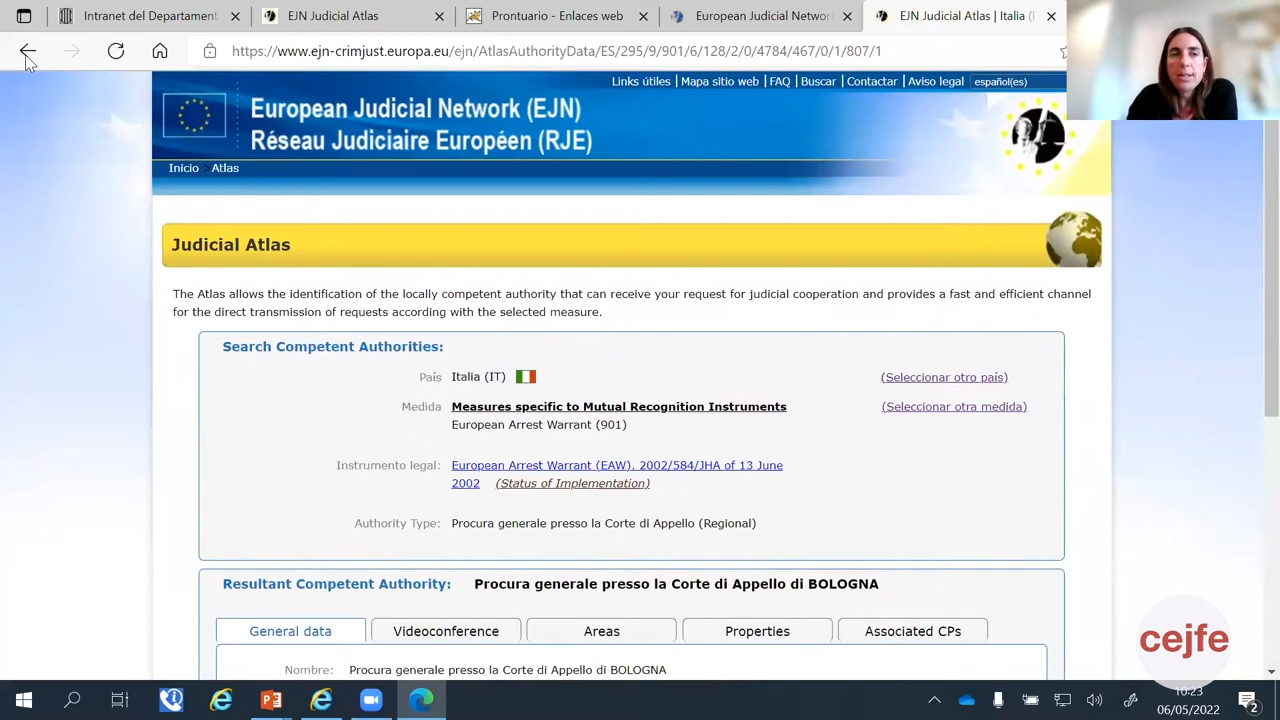 Intranet del Departament
EJN Judicial Atlas
Prontuario - Enlaces web
European Judicial Network
EJN Judicial Atlas | Italia (
https://www.ejn-crimjust.europa.eu/ejn/AtlasAuthorityData/ES/295/9/901/6/128/2/0/4784/467/0/1/807/1
Links útiles | Mapa sitio web | FAQ | Buscar | Contactar | Aviso legal español(es)
European Judicial Network (EJN)
Réseau Judiciaire Européen (RJE)
Inicio > Atlas
Judicial Atlas
The Atlas allows the identification of the locally competent authority that can receive your request for judicial cooperation and provides a fast and efficient channel
for the direct transmission of requests according with the selected measure.
Search Competent Authorities:
País Italia (IT) (Seleccionar otro país)
Medida Measures specific to Mutual Recognition Instruments (Seleccionar otra medida)
European Arrest Warrant (901)
Instrumento legal: European Arrest Warrant (EAW). 2002/584/JHA of 13 June
2002 (Status of Implementation)
Authority Type: Procura generale presso la Corte di Appello (Regional)
Resultant Competent Authority: Procura generale presso la Corte di Appello di BOLOGNA
General data Videoconference Areas Properties Associated CPs
Nombre: Procura generale presso la Corte di Appello di BOLOGNA
cejfe
10:23
06/05/2022
2